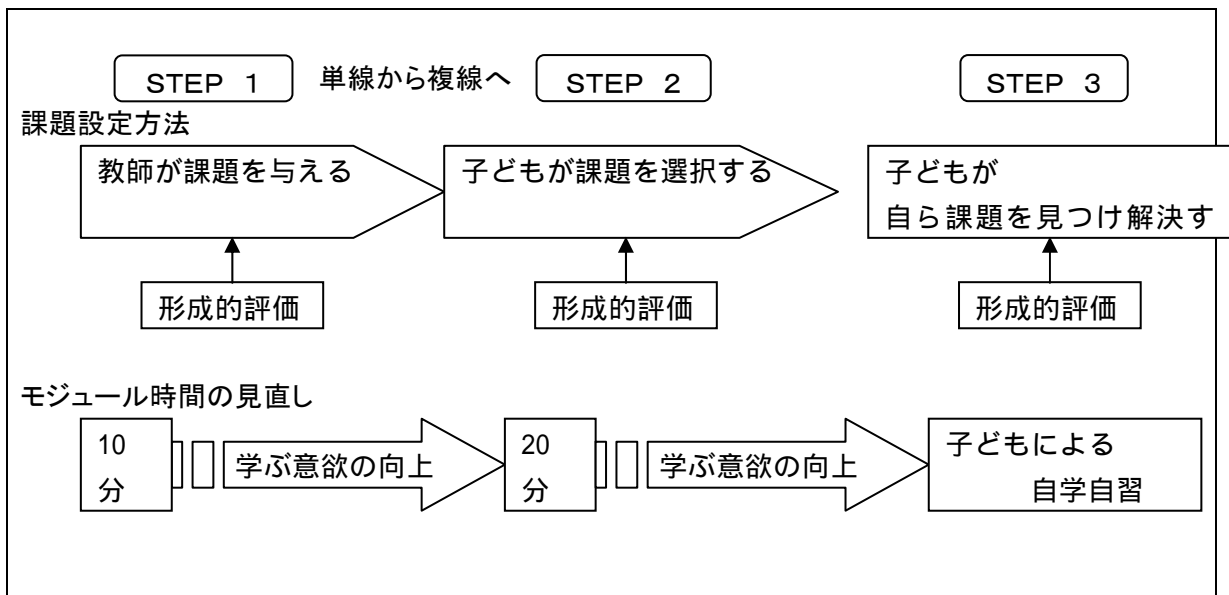 STEP 1 単線から複線へ STEP 2 STEP 3
課題設定方法
教師が課題を与える
子どもが課題を選択する
子どもが
自ら課題を見つけ解決す
形成的評価
形成的評価
形成的評価
モジュール時間の見直し
10
分
学ぶ意欲の向上
20
分
学ぶ意欲の向上
子どもによる
自学自習